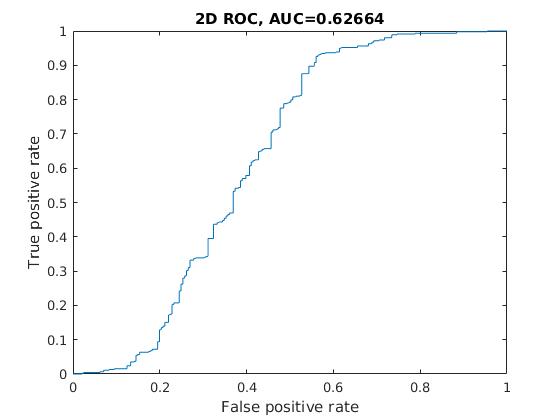 2D ROC, AUC=0.62664
1
0.9
0.8
0.7
0.6
0.5
0.4
0.3
0.2
0.1
0
True positive rate
0 0.2 0.4 0.6 0.8 1
False positive rate